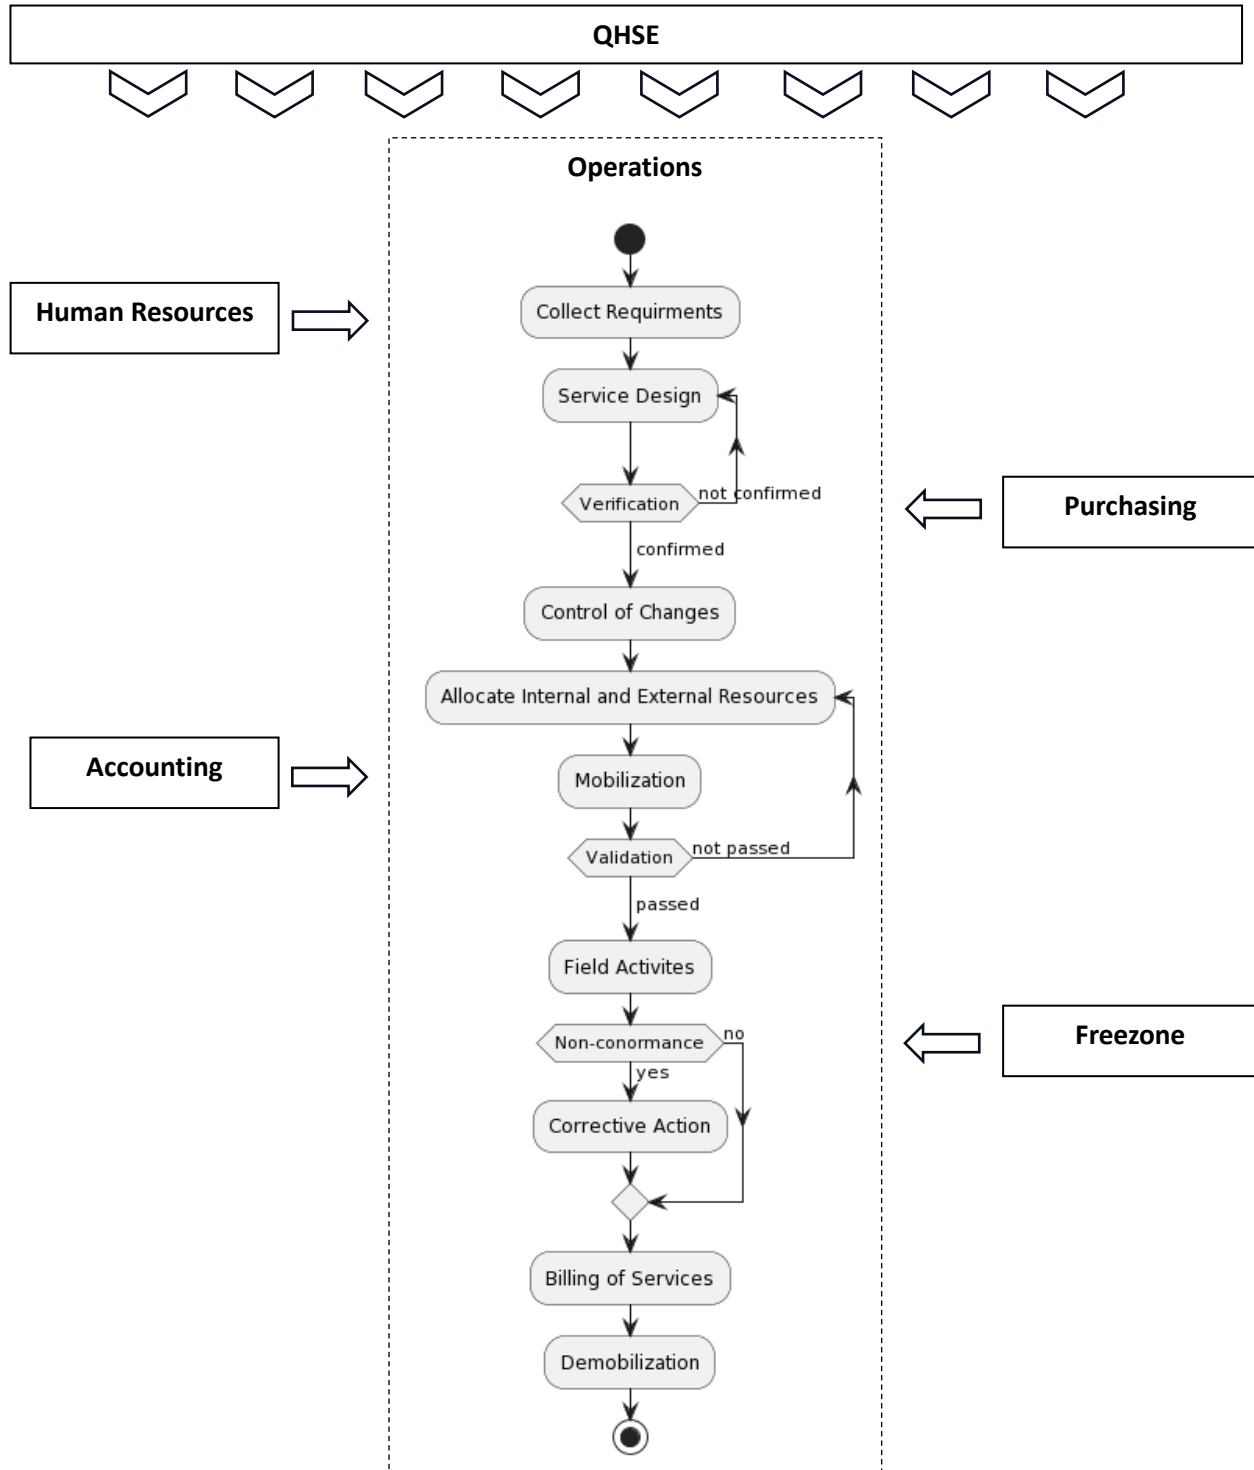 QHSE
Operations
Human Resources
Collect Requirments
Service Design
not confirmed
Verification
Purchasing
confirmed
Control of Changes
Allocate Internal and External Resources
Accounting
Mobilization
not passed
Validation
passed
Field Activites
no
Non-conormance
Freezone
yes
Corrective Action
Billing of Services
Demobilization